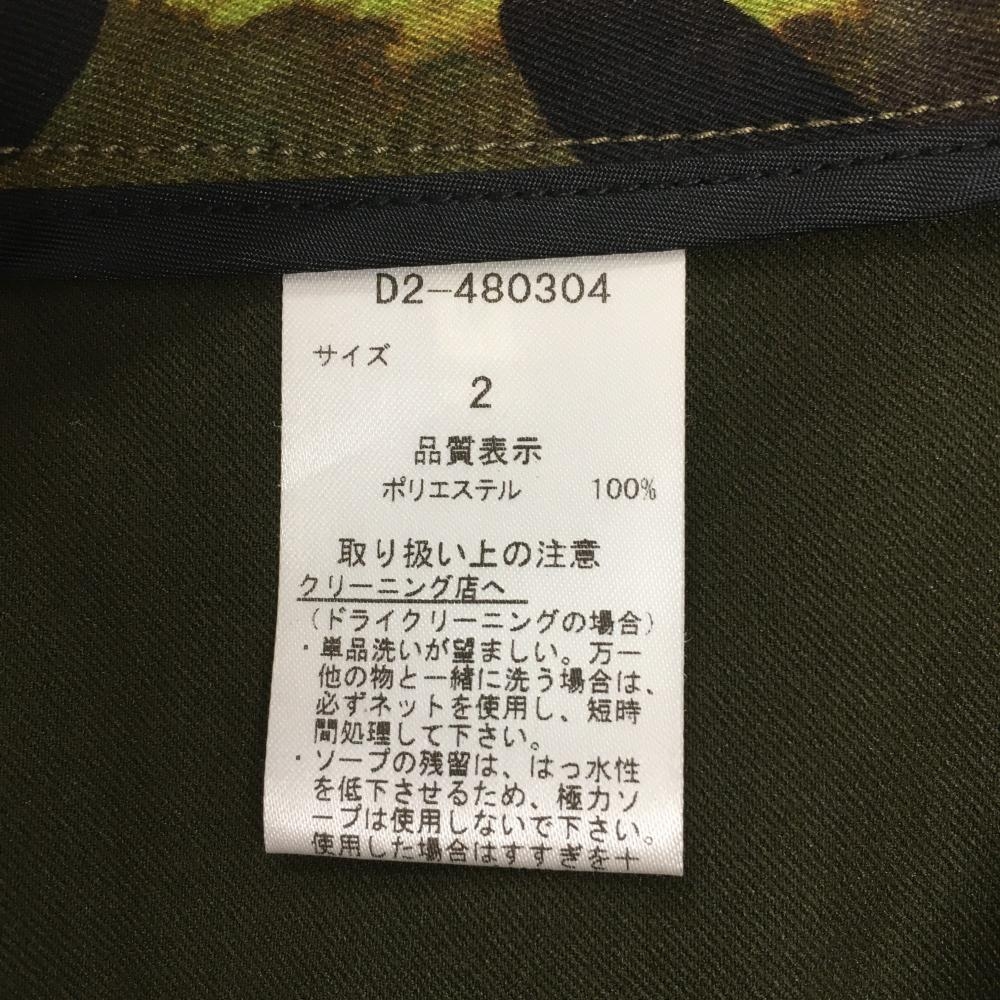 D2-480304
サイズ
2
品質表示
ポリエステル 100%
取り扱い上の注意
クリーニング店へ
(ドライクリーニングの場合)
・単品洗いが望ましい。万一
他の物と一緒に洗う場合は、
必ずネットを使用し、短時
間処理して下さい。
・ソープの残留は、はっ水性
を低下させるため、極力ソ
ープは使用しないで下さい。
使用した場合はすすぎを十